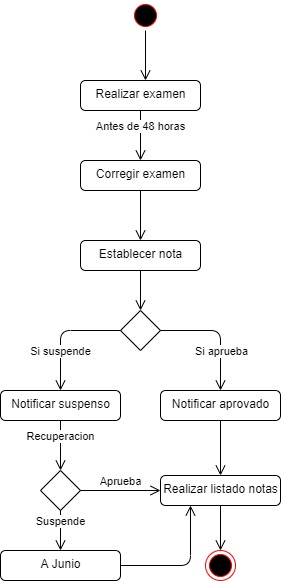 Realizar examen
Antes de 48 horas
Corregir examen
Establecer nota
Si suspende
Si aprueba
Notificar suspenso
Notificar aprovado
Recuperacion
Aprueba
Realizar listado notas
Suspende
A Junio